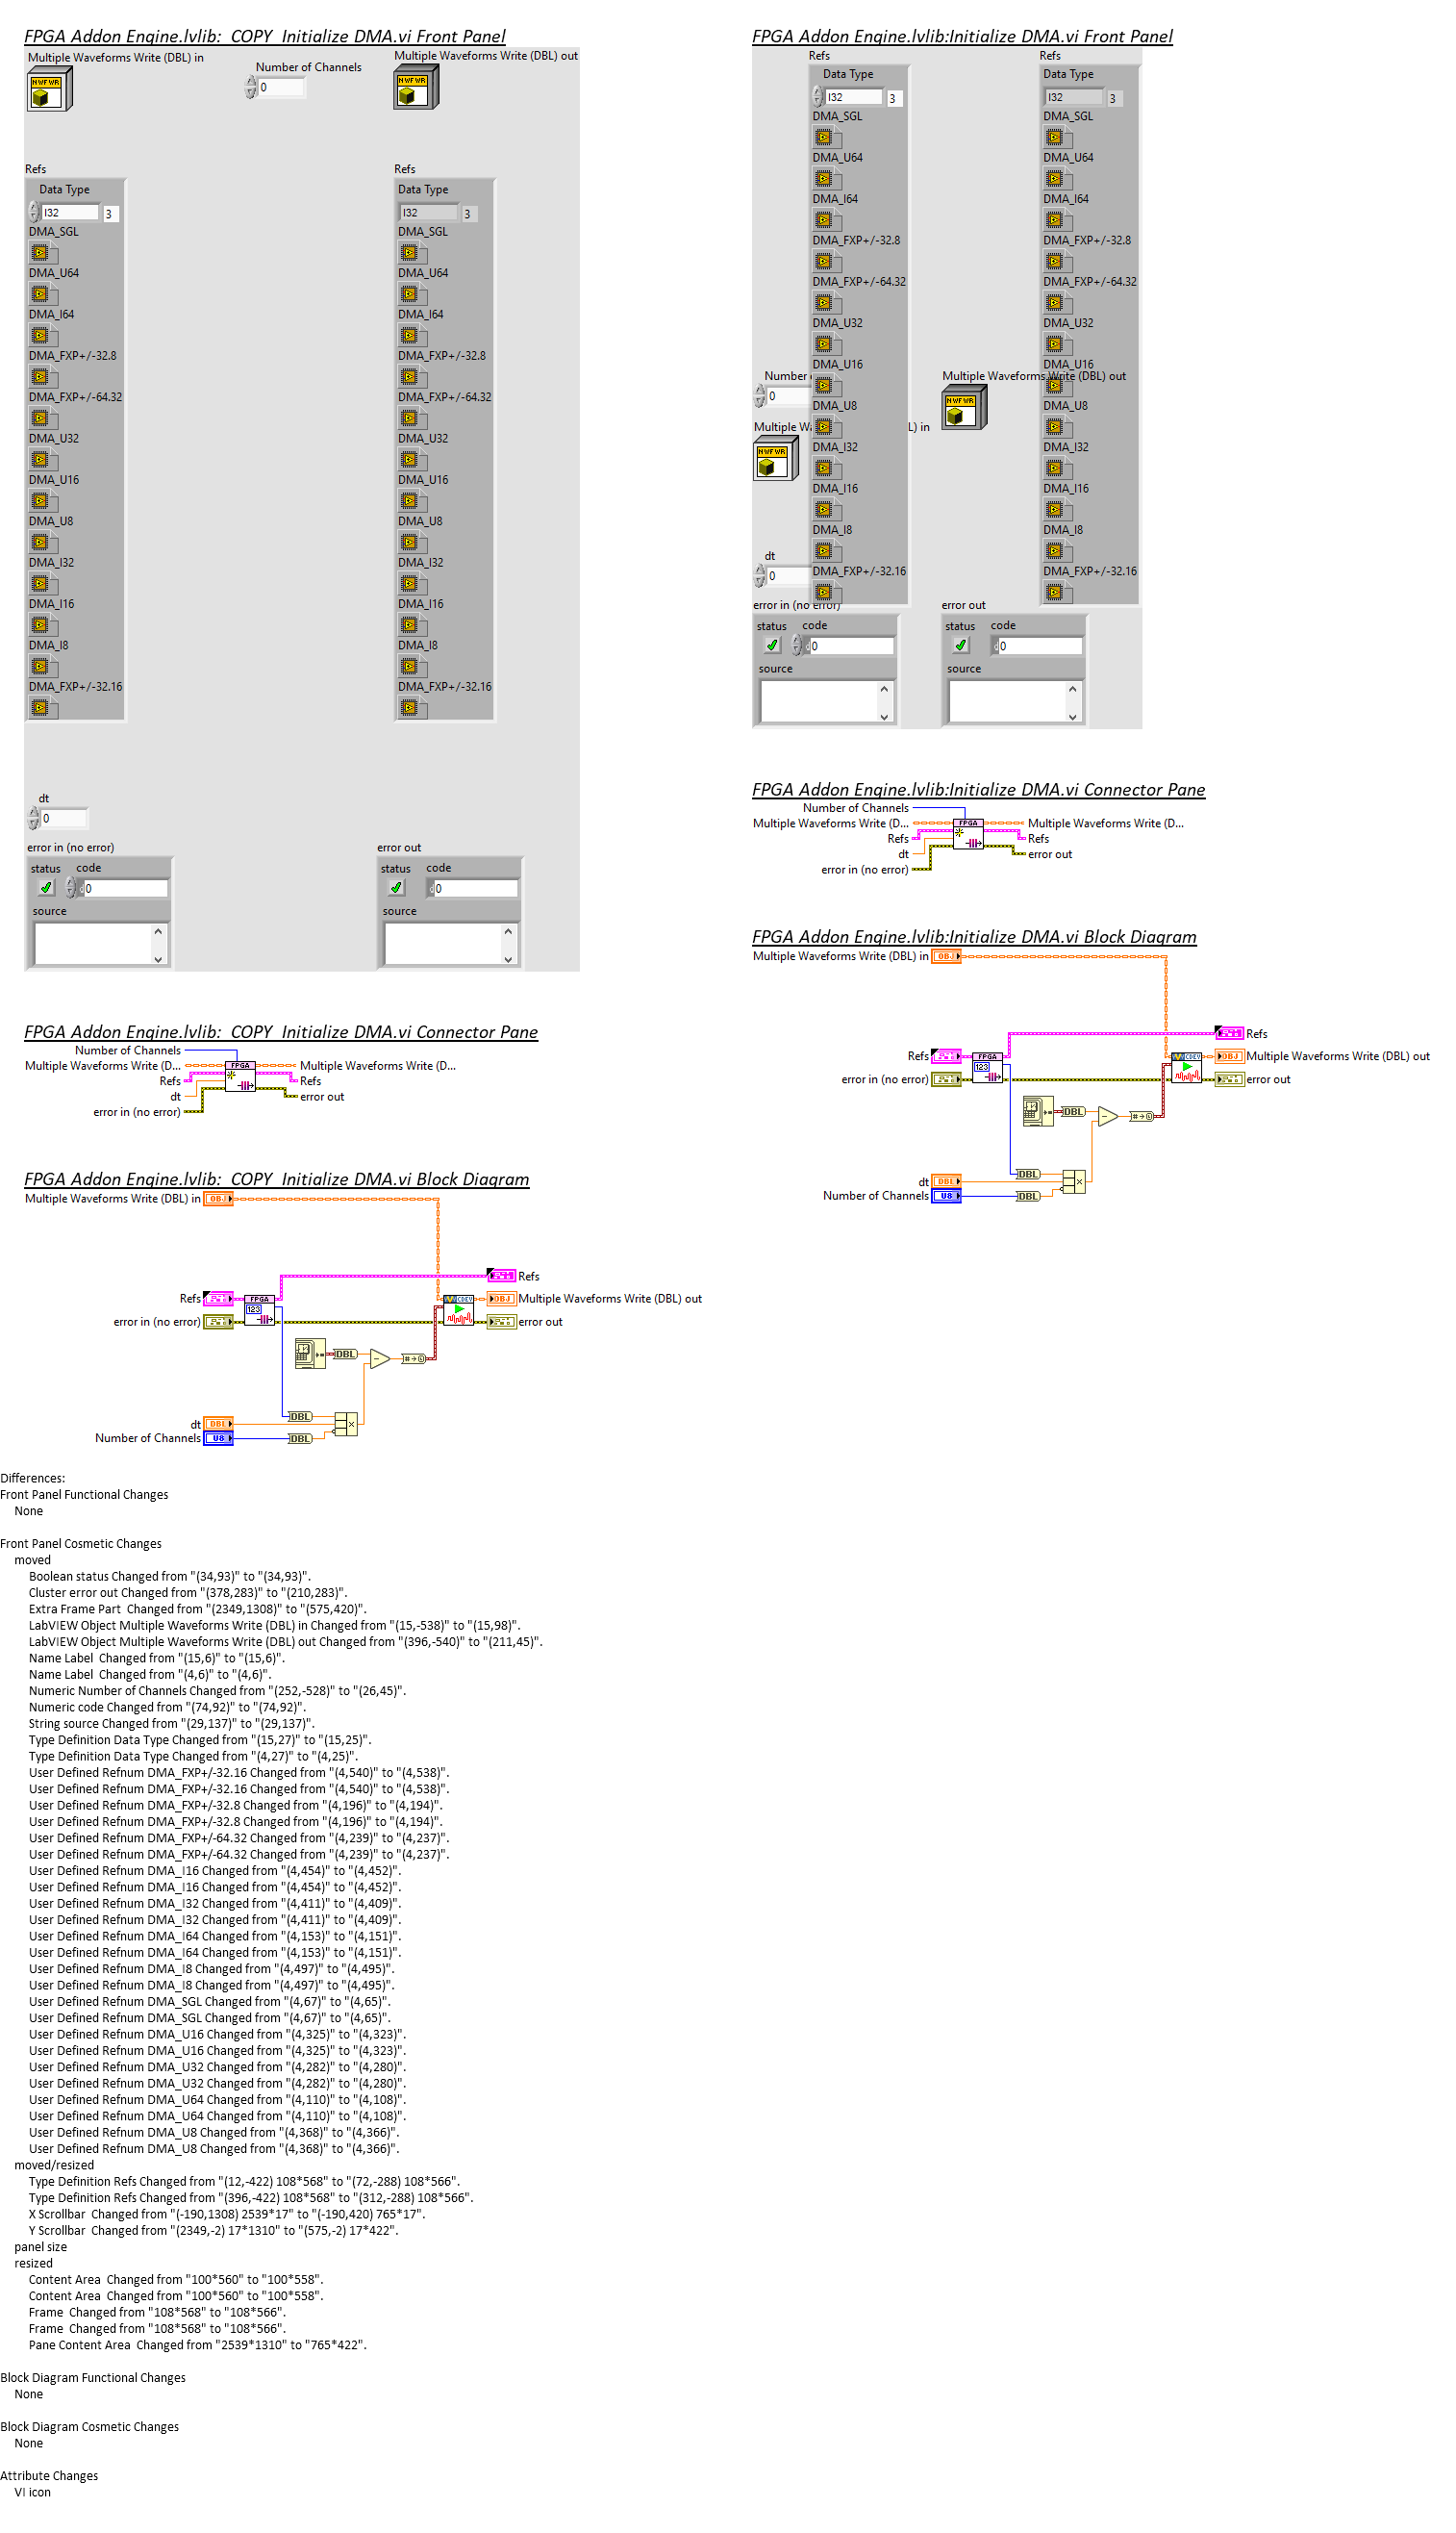 FPGA Addon Engine.lvlib:  COPY  Initialize DMA.vi Front Panel
Multiple Waveforms Write (DBL) in
Number of Channels
0
Multiple Waveforms Write (DBL) out
NWFWR
NWFWR
Refs
Data Type
I32
3
DMA_SGL
DMA_U64
DMA_I64
DMA_FXP+/-32.8
DMA_FXP+/-64.32
DMA_U32
DMA_U16
DMA_U8
DMA_I32
DMA_I16
DMA_I8
DMA_FXP+/-32.16
Refs
Data Type
I32
3
DMA_SGL
DMA_U64
DMA_I64
DMA_FXP+/-32.8
DMA_FXP+/-64.32
DMA_U32
DMA_U16
DMA_U8
DMA_I32
DMA_I16
DMA_I8
DMA_FXP+/-32.16
dt
0
error in (no error)
status code
d0
source
error out
status code
d0
source
FPGA Addon Engine.lvlib:  COPY  Initialize DMA.vi Connector Pane
Number of Channels
Multiple Waveforms Write (D...
Refs
dt
error in (no error)
FPGA
Multiple Waveforms Write (D...
Refs
error out
FPGA Addon Engine.lvlib:  COPY  Initialize DMA.vi Block Diagram
Multiple Waveforms Write (DBL) in
OBJ
Refs
Refs
FPGA
123
CDEV
OBJ
Multiple Waveforms Write (DBL) out
error in (no error)
error out
DBL
DBL
dt
DBL
Number of Channels
U8
DBL
FPGA Addon Engine.lvlib:Initialize DMA.vi Front Panel
Refs
Data Type
I32
3
DMA_SGL
DMA_U64
DMA_I64
DMA_FXP+/-32.8
DMA_FXP+/-64.32
DMA_U32
DMA_U16
DMA_U8
DMA_I32
DMA_I16
DMA_I8
DMA_FXP+/-32.16
Refs
Data Type
I32
3
DMA_SGL
DMA_U64
DMA_I64
DMA_FXP+/-32.8
DMA_FXP+/-64.32
DMA_U32
DMA_U16
DMA_U8
DMA_I32
DMA_I16
DMA_I8
DMA_FXP+/-32.16
Number
0
Multiple Waveforms Write (DBL) out
NWFWR
Multiple L) in
NWFWR
dt
0
error in (no error)
status code
d0
source
error out
status code
d0
source
FPGA Addon Engine.lvlib:Initialize DMA.vi Connector Pane
Number of Channels
Multiple Waveforms Write (D...
Refs
dt
error in (no error)
FPGA
Multiple Waveforms Write (D...
Refs
error out
FPGA Addon Engine.lvlib:Initialize DMA.vi Block Diagram
Multiple Waveforms Write (DBL) in
OBJ
Refs
Refs
FPGA
123
CDEV
OBJ
Multiple Waveforms Write (DBL) out
error in (no error)
error out
DBL
DBL
dt
DBL
Number of Channels
U8
DBL
Differences:
Front Panel Functional Changes
None
Front Panel Cosmetic Changes
moved
Boolean status Changed from "(34,93)" to "(34,93)".
Cluster error out Changed from "(378,283)" to "(210,283)".
Extra Frame Part  Changed from "(2349,1308)" to "(575,420)".
LabVIEW Object Multiple Waveforms Write (DBL) in Changed from "(15,-538)" to "(15,98)".
LabVIEW Object Multiple Waveforms Write (DBL) out Changed from "(396,-540)" to "(211,45)".
Name Label  Changed from "(15,6)" to "(15,6)".
Name Label  Changed from "(4,6)" to "(4,6)".
Numeric Number of Channels Changed from "(252,-528)" to "(26,45)".
Numeric code Changed from "(74,92)" to "(74,92)".
String source Changed from "(29,137)" to "(29,137)".
Type Definition Data Type Changed from "(15,27)" to "(15,25)".
Type Definition Data Type Changed from "(4,27)" to "(4,25)".
User Defined Refnum DMA_FXP+/-32.16 Changed from "(4,540)" to "(4,538)".
User Defined Refnum DMA_FXP+/-32.16 Changed from "(4,540)" to "(4,538)".
User Defined Refnum DMA_FXP+/-32.8 Changed from "(4,196)" to "(4,194)".
User Defined Refnum DMA_FXP+/-32.8 Changed from "(4,196)" to "(4,194)".
User Defined Refnum DMA_FXP+/-64.32 Changed from "(4,239)" to "(4,237)".
User Defined Refnum DMA_FXP+/-64.32 Changed from "(4,239)" to "(4,237)".
User Defined Refnum DMA_I16 Changed from "(4,454)" to "(4,452)".
User Defined Refnum DMA_I16 Changed from "(4,454)" to "(4,452)".
User Defined Refnum DMA_I32 Changed from "(4,411)" to "(4,409)".
User Defined Refnum DMA_I32 Changed from "(4,411)" to "(4,409)".
User Defined Refnum DMA_I64 Changed from "(4,153)" to "(4,151)".
User Defined Refnum DMA_I64 Changed from "(4,153)" to "(4,151)".
User Defined Refnum DMA_I8 Changed from "(4,497)" to "(4,495)".
User Defined Refnum DMA_I8 Changed from "(4,497)" to "(4,495)".
User Defined Refnum DMA_SGL Changed from "(4,67)" to "(4,65)".
User Defined Refnum DMA_SGL Changed from "(4,67)" to "(4,65)".
User Defined Refnum DMA_U16 Changed from "(4,325)" to "(4,323)".
User Defined Refnum DMA_U16 Changed from "(4,325)" to "(4,323)".
User Defined Refnum DMA_U32 Changed from "(4,282)" to "(4,280)".
User Defined Refnum DMA_U32 Changed from "(4,282)" to "(4,280)".
User Defined Refnum DMA_U64 Changed from "(4,110)" to "(4,108)".
User Defined Refnum DMA_U64 Changed from "(4,110)" to "(4,108)".
User Defined Refnum DMA_U8 Changed from "(4,368)" to "(4,366)".
User Defined Refnum DMA_U8 Changed from "(4,368)" to "(4,366)".
moved/resized
Type Definition Refs Changed from "(12,-422) 108*568" to "(72,-288) 108*566".
Type Definition Refs Changed from "(396,-422) 108*568" to "(312,-288) 108*566".
X Scrollbar  Changed from "(-190,1308) 2539*17" to "(-190,420) 765*17".
Y Scrollbar  Changed from "(2349,-2) 17*1310" to "(575,-2) 17*422".
panel size
resized
Content Area  Changed from "100*560" to "100*558".
Content Area  Changed from "100*560" to "100*558".
Frame  Changed from "108*568" to "108*566".
Frame  Changed from "108*568" to "108*566".
Pane Content Area  Changed from "2539*1310" to "765*422".
Block Diagram Functional Changes
None
Block Diagram Cosmetic Changes
None
Attribute Changes
VI icon